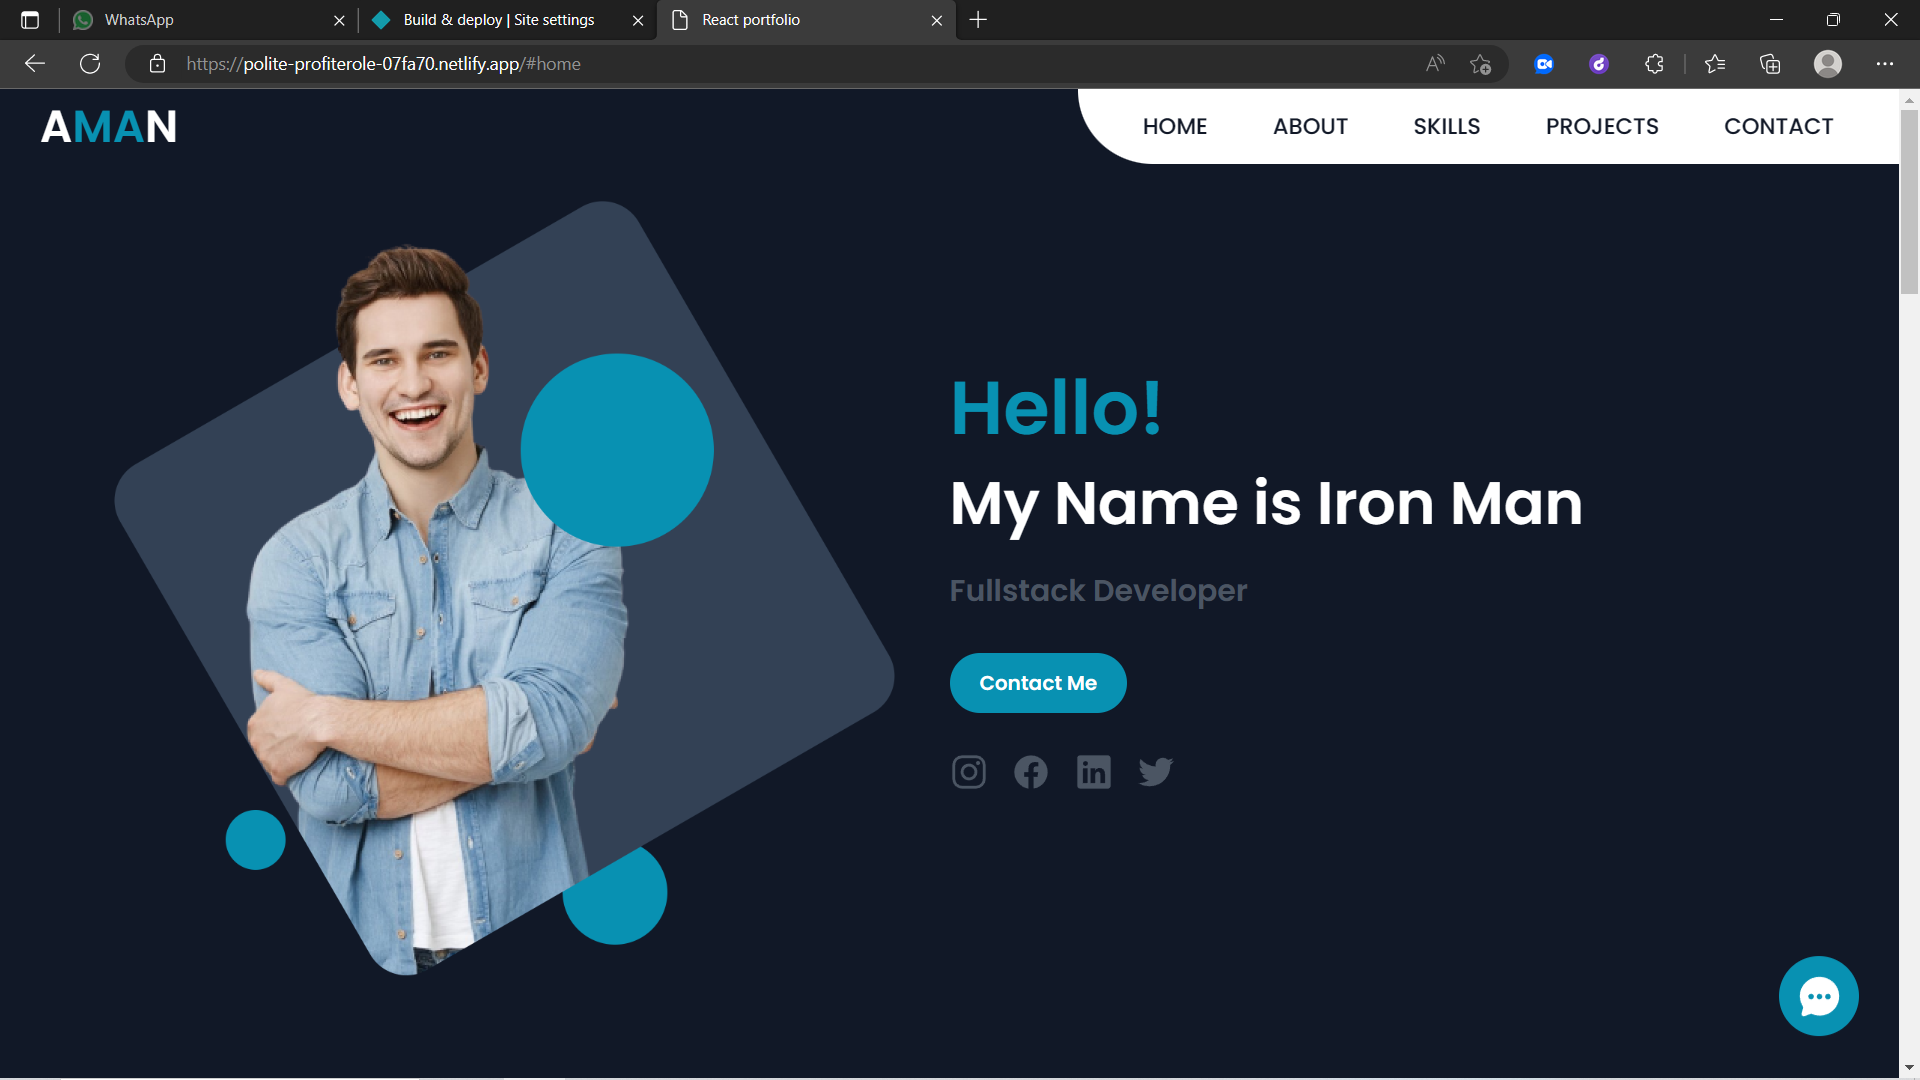 WhatsApp
Build & deploy | Site settings
React portfolio
https://polite-profiterole-07fa70.netlify.app/#home
AMAN
HOME ABOUT SKILLS PROJECTS CONTACT
Hello!
My Name is Iron Man
Fullstack Developer
Contact Me